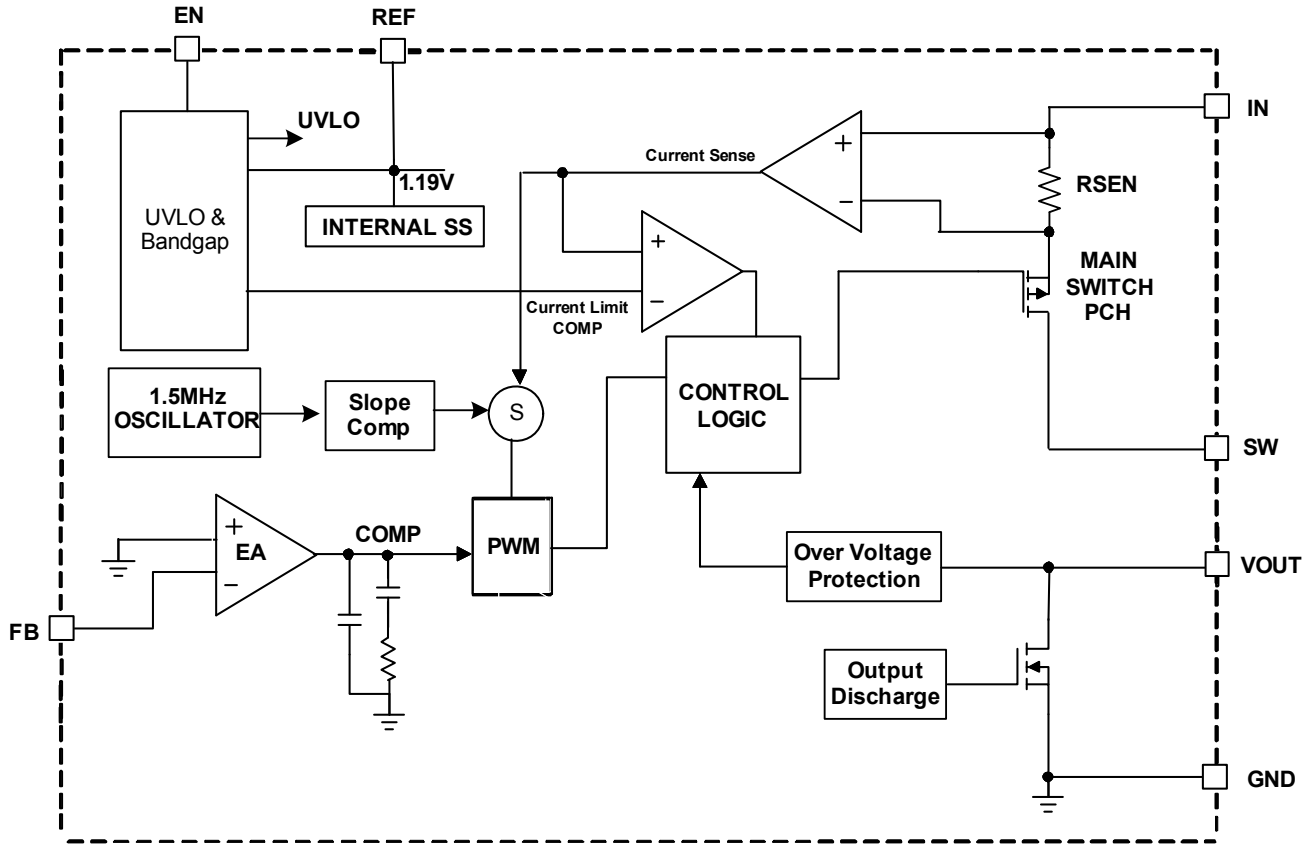 EN
REF
IN
UVLO
Current Sense
+
−
RSEN
1.19V
UVLO &
Bandgap
INTERNAL SS
+
−
MAIN
SWITCH
PCH
Current Limit
COMP
1.5MHz
OSCILLATOR
Slope
Comp
S
CONTROL
LOGIC
SW
+
EA
−
COMP
PWM
Over Voltage
Protection
VOUT
FB
Output
Discharge
GND